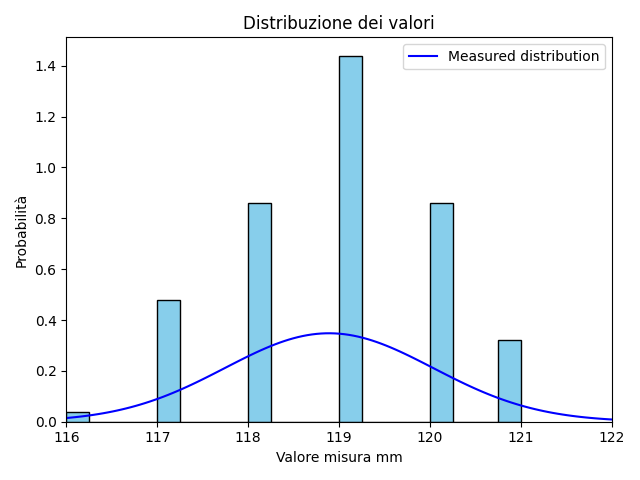 Distribuzione dei valori
Measured distribution
1.4
1.2
1.0
0.8
0.6
0.4
0.2
0.0
Probabilità
116 117 118 119 120 121 122
Valore misura mm